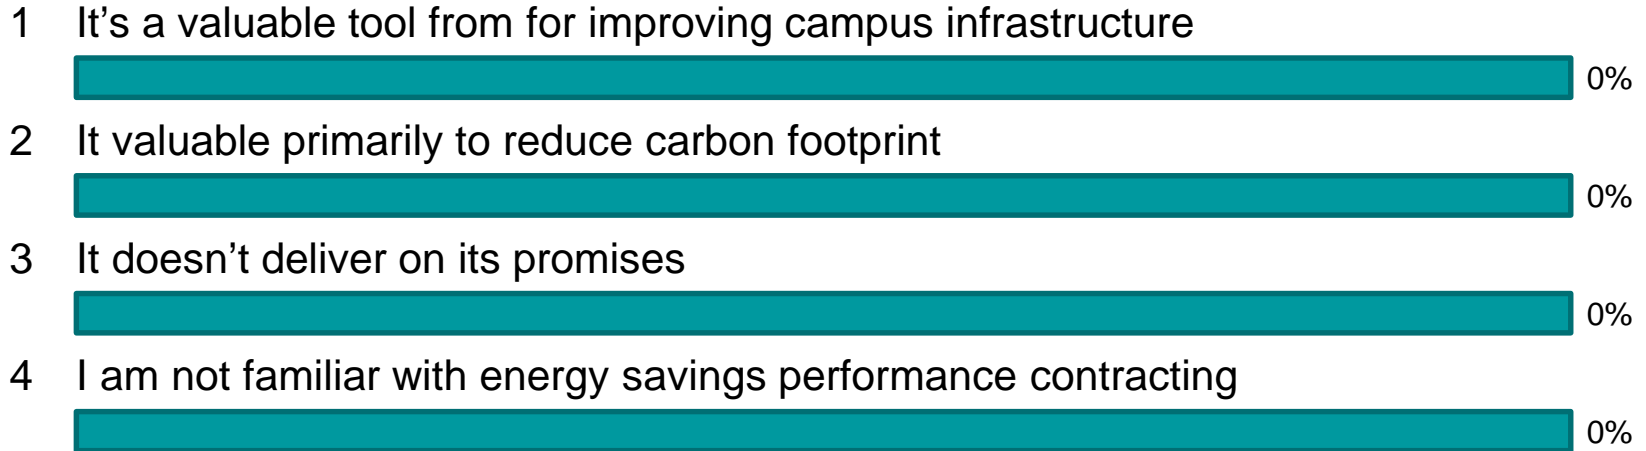 1 It's a valuable tool from for improving campus infrastructure
0%
2 It valuable primarily to reduce carbon footprint
0%
3 It doesn't deliver on its promises
0%
4 I am not familiar with energy savings performance contracting
0%